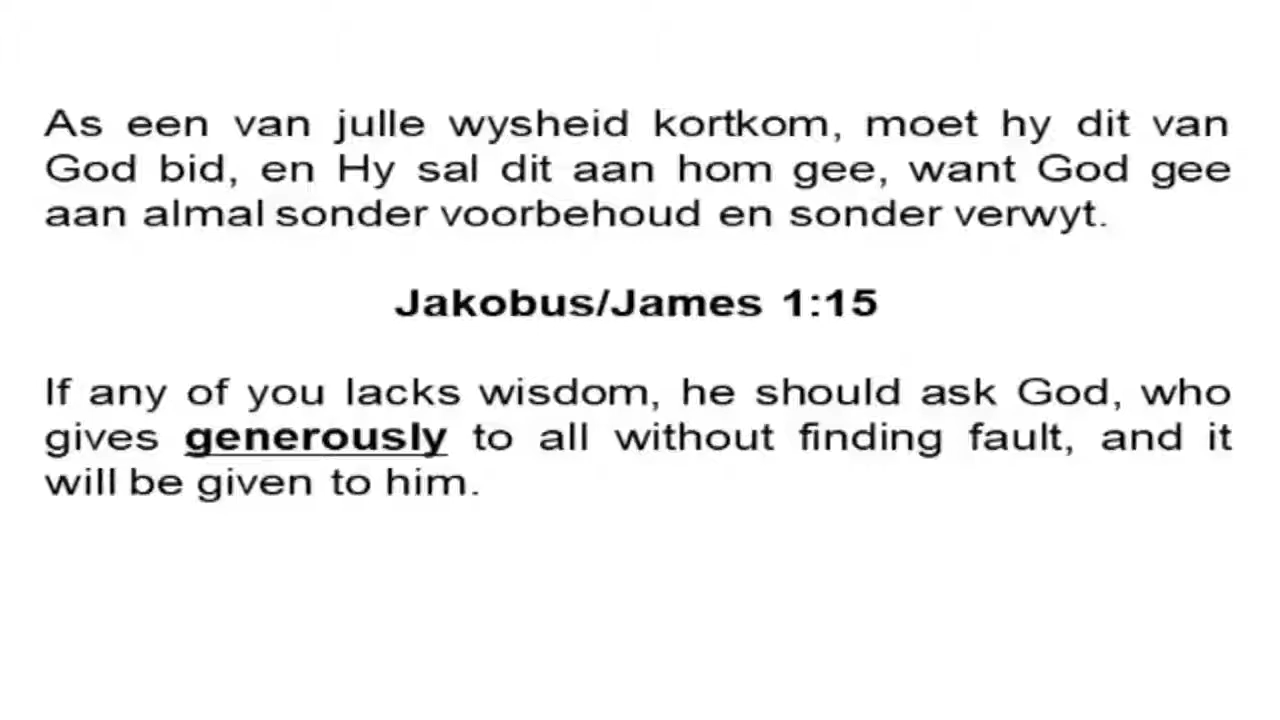 As een van julle wysheid kortkom, moet hy dit van
God bid, en Hy sal dit aan hom gee, want God gee
aan almal sonder voorbehoud en sonder verwyt.
Jakobus/James 1:15
If any of you lacks wisdom, he should ask God, who
gives generously to all without finding fault, and it
will be given to him.